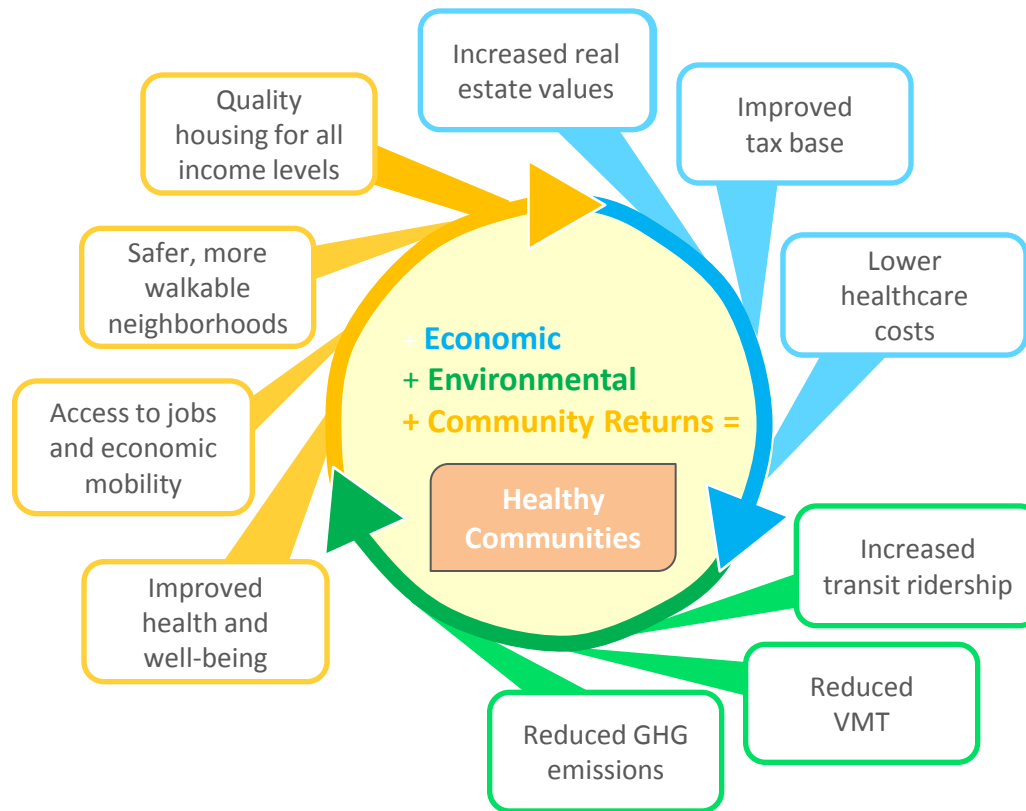 Increased real
estate values
Improved
tax base
Lower
healthcare
costs
Increased
transit ridership
Reduced
VMT
Reduced GHG
emissions
Improved
health and
well-being
Access to jobs
and economic
mobility
Safer, more
walkable
neighborhoods
Quality
housing for all
income levels
+ Economic
+ Environmental
+ Community Returns =
Healthy
Communities